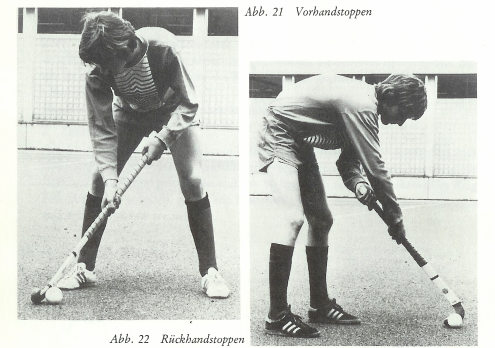 Abb. 21 Vorhandstoppen
Abb. 22 Rückhandstoppen